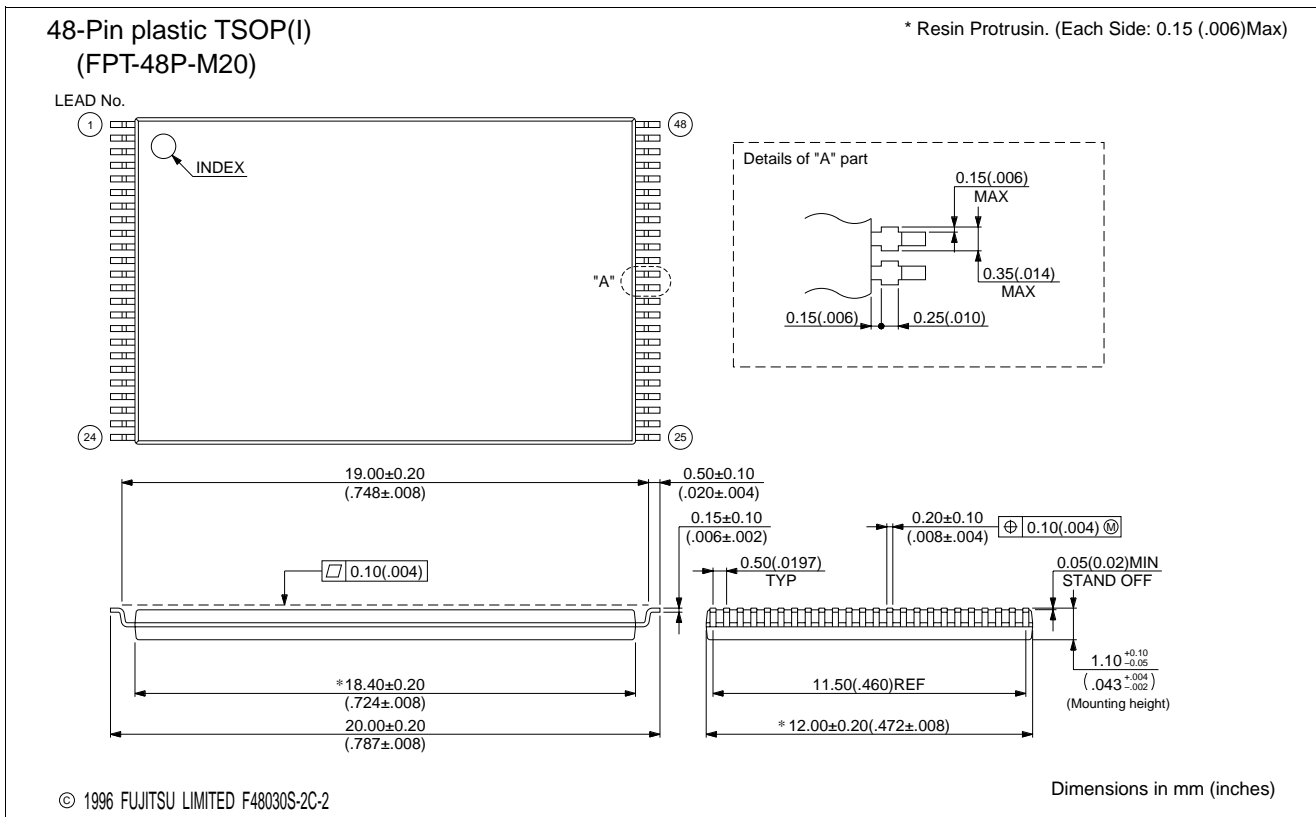 48-Pin plastic TSOP(I)
(FPT-48P-M20)
* Resin Protrusin. (Each Side: 0.15 (.006)Max)
LEAD No.
1
48
INDEX
"A"
24
25
Details of "A" part
0.15(.006)
MAX
0.35(.014)
MAX
0.15(.006)
0.25(.010)
19.00±0.20
(.748±.008)
0.50±0.10
(.020±.004)
0.15±0.10
(.006±.002)
0.20±0.10
(.008±.004)
⌖ 0.10(.004) Ⓜ
0.50(.0197)
TYP
0.05(0.02)MIN
STAND OFF
⏥ 0.10(.004)
1.10 +0.10 -0.05
(.043 +.004 -.002)
(Mounting height)
*18.40±0.20
(.724±.008)
11.50(.460)REF
20.00±0.20
(.787±.008)
*12.00±0.20(.472±.008)
© 1996 FUJITSU LIMITED F48030S-2C-2
Dimensions in mm (inches)